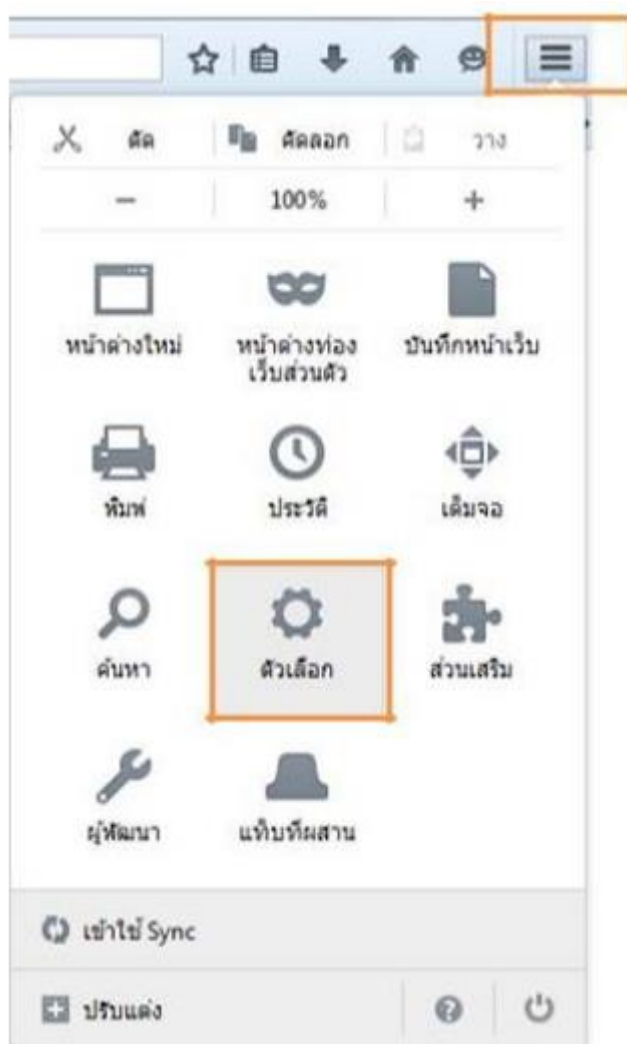 ตัด คัดลอก วาง
− 100% +
หน้าต่างใหม่ หน้าต่างท่อง บันทึกหน้าเว็บ
เว็บส่วนตัว
พิมพ์ ประวัติ เต็มจอ
ค้นหา ตัวเลือก ส่วนเสริม
ผู้พัฒนา แท็บที่ผสาน
เข้าใช้ Sync
ปรับแต่ง